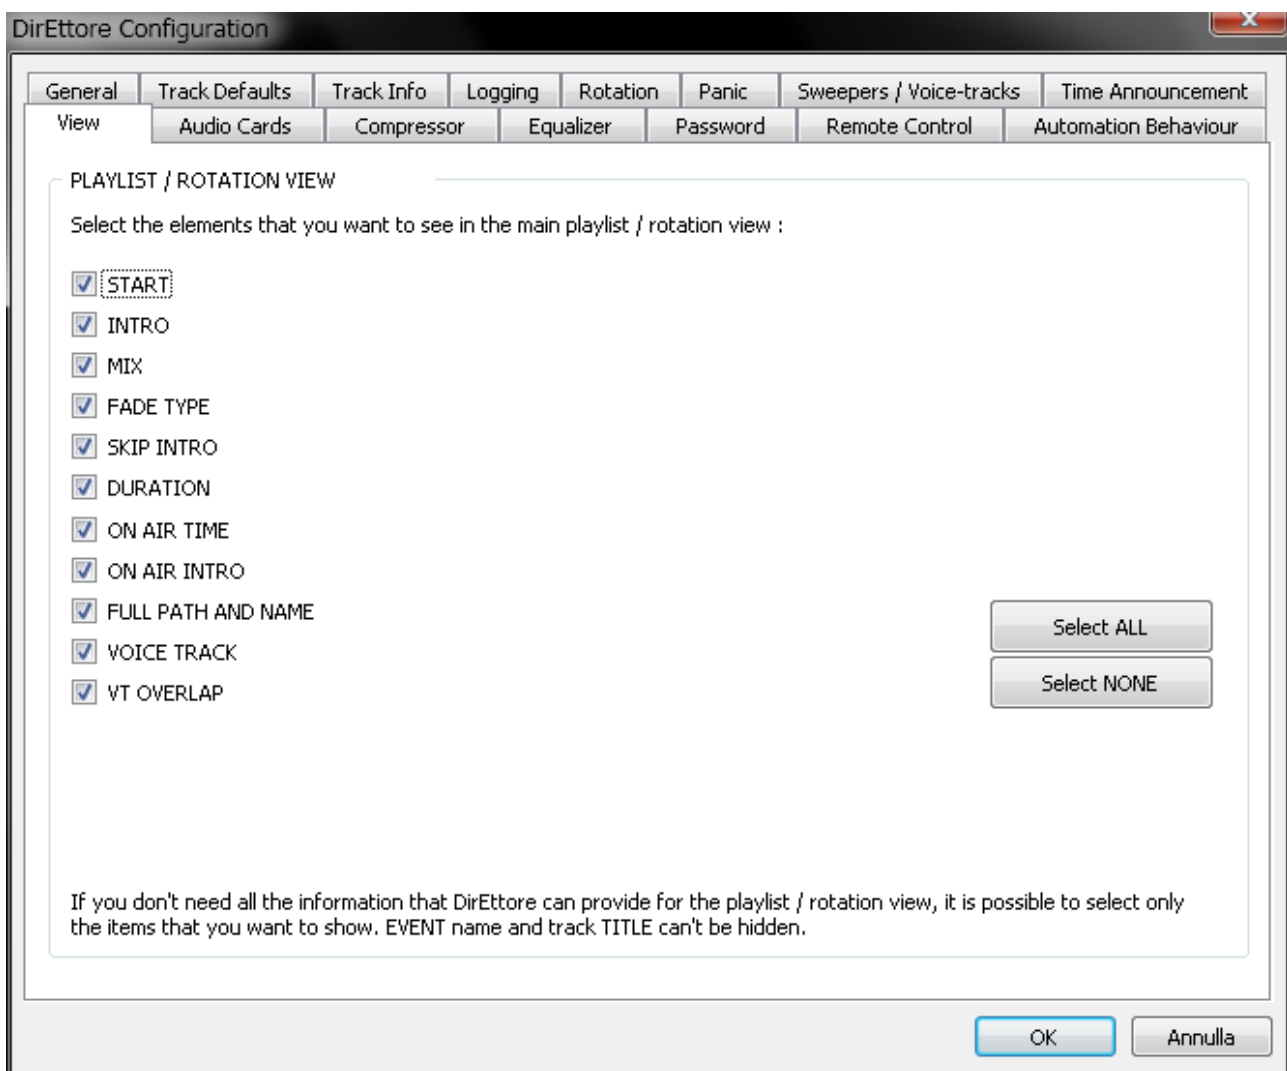 DirEttore Configuration
General Track Defaults Track Info Logging Rotation Panic Sweepers / Voice-tracks Time Announcement
View Audio Cards Compressor Equalizer Password Remote Control Automation Behaviour
PLAYLIST / ROTATION VIEW
Select the elements that you want to see in the main playlist / rotation view :
START
INTRO
MIX
FADE TYPE
SKIP INTRO
DURATION
ON AIR TIME
ON AIR INTRO
FULL PATH AND NAME
VOICE TRACK
VT OVERLAP
Select ALL
Select NONE
If you don't need all the information that DirEttore can provide for the playlist / rotation view, it is possible to select only
the items that you want to show. EVENT name and track TITLE can't be hidden.
OK Annulla